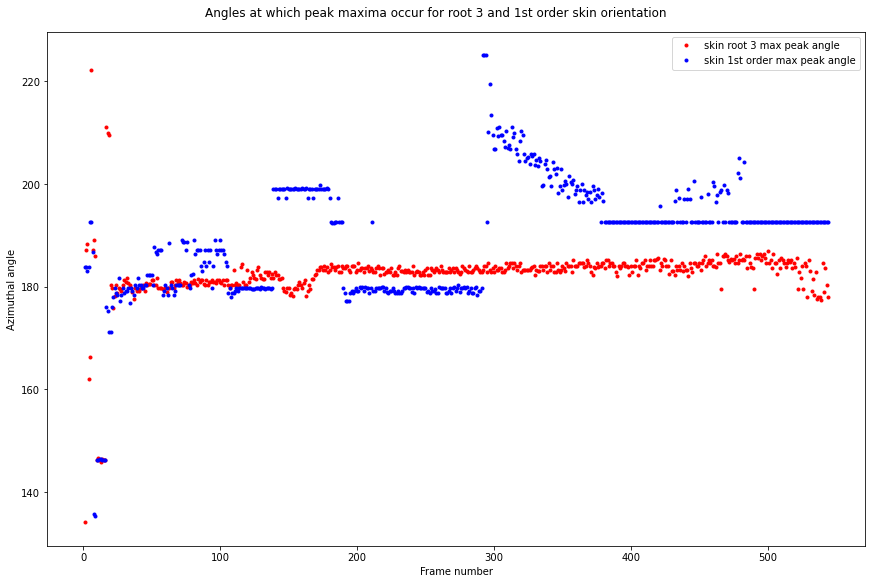 Angles at which peak maxima occur for root 3 and 1st order skin orientation
skin root 3 max peak angle
skin 1st order max peak angle
220
200
180
160
140
Azimuthal angle
0 100 200 300 400 500
Frame number